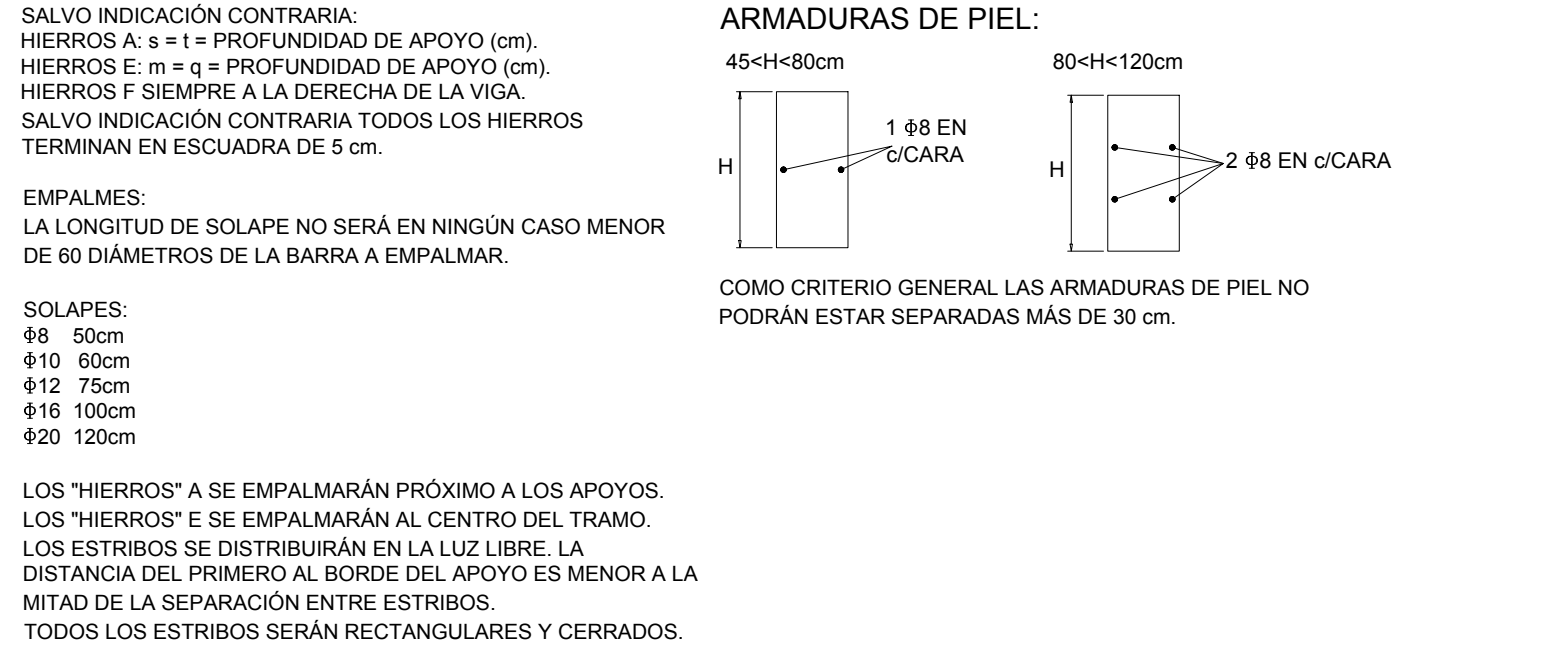 SALVO INDICACIÓN CONTRARIA:
HIERROS A: s = t = PROFUNDIDAD DE APOYO (cm).
HIERROS E: m = q = PROFUNDIDAD DE APOYO (cm).
HIERROS F SIEMPRE A LA DERECHA DE LA VIGA.
SALVO INDICACIÓN CONTRARIA TODOS LOS HIERROS
TERMINAN EN ESCUADRA DE 5 cm.
EMPALMES:
LA LONGITUD DE SOLAPE NO SERÁ EN NINGÚN CASO MENOR
DE 60 DIÁMETROS DE LA BARRA A EMPALMAR.
SOLAPES:
Φ8 50cm
Φ10 60cm
Φ12 75cm
Φ16 100cm
Φ20 120cm
LOS "HIERROS" A SE EMPALMARÁN PRÓXIMO A LOS APOYOS.
LOS "HIERROS" E SE EMPALMARÁN AL CENTRO DEL TRAMO.
LOS ESTRIBOS SE DISTRIBUIRÁN EN LA LUZ LIBRE. LA
DISTANCIA DEL PRIMERO AL BORDE DEL APOYO ES MENOR A LA
MITAD DE LA SEPARACIÓN ENTRE ESTRIBOS.
TODOS LOS ESTRIBOS SERÁN RECTANGULARES Y CERRADOS.
ARMADURAS DE PIEL:
45<H<80cm
H
1 Φ8 EN
c/CARA
80<H<120cm
H
2 Φ8 EN c/CARA
COMO CRITERIO GENERAL LAS ARMADURAS DE PIEL NO
PODRÁN ESTAR SEPARADAS MÁS DE 30 cm.